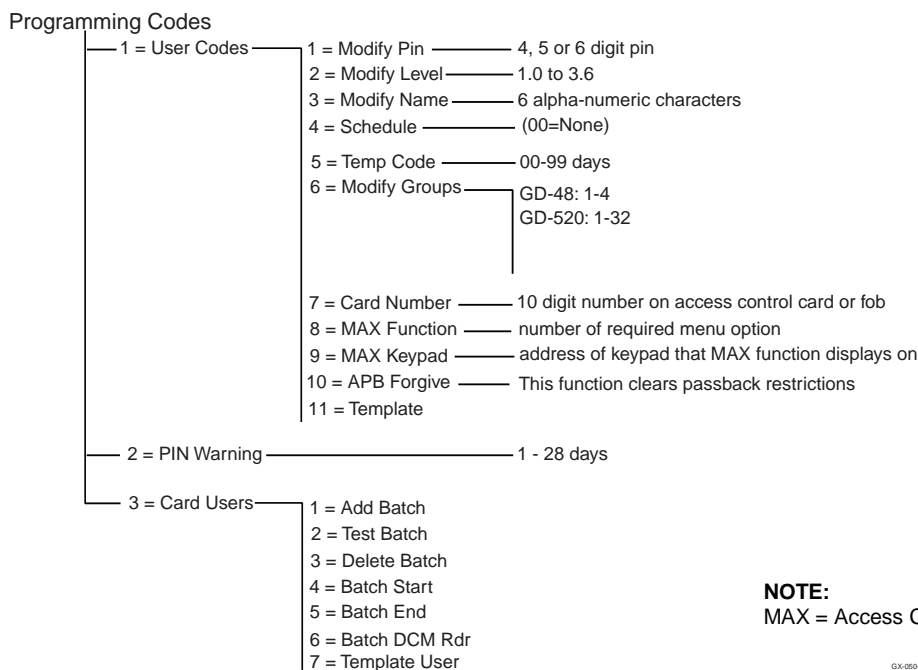 Programming Codes
1 = User Codes
1 = Modify Pin
4, 5 or 6 digit pin
2 = Modify Level
1.0 to 3.6
3 = Modify Name
6 alpha-numeric characters
4 = Schedule
(00=None)
5 = Temp Code
00-99 days
6 = Modify Groups
GD-48: 1-4
GD-520: 1-32
7 = Card Number
10 digit number on access control card or fob
8 = MAX Function
number of required menu option
9 = MAX Keypad
address of keypad that MAX function displays on
10 = APB Forgive
This function clears passback restrictions
11 = Template
2 = PIN Warning
1 - 28 days
3 = Card Users
1 = Add Batch
2 = Test Batch
3 = Delete Batch
4 = Batch Start
5 = Batch End
6 = Batch DCM Rdr
7 = Template User
NOTE:
MAX = Access
GX-050